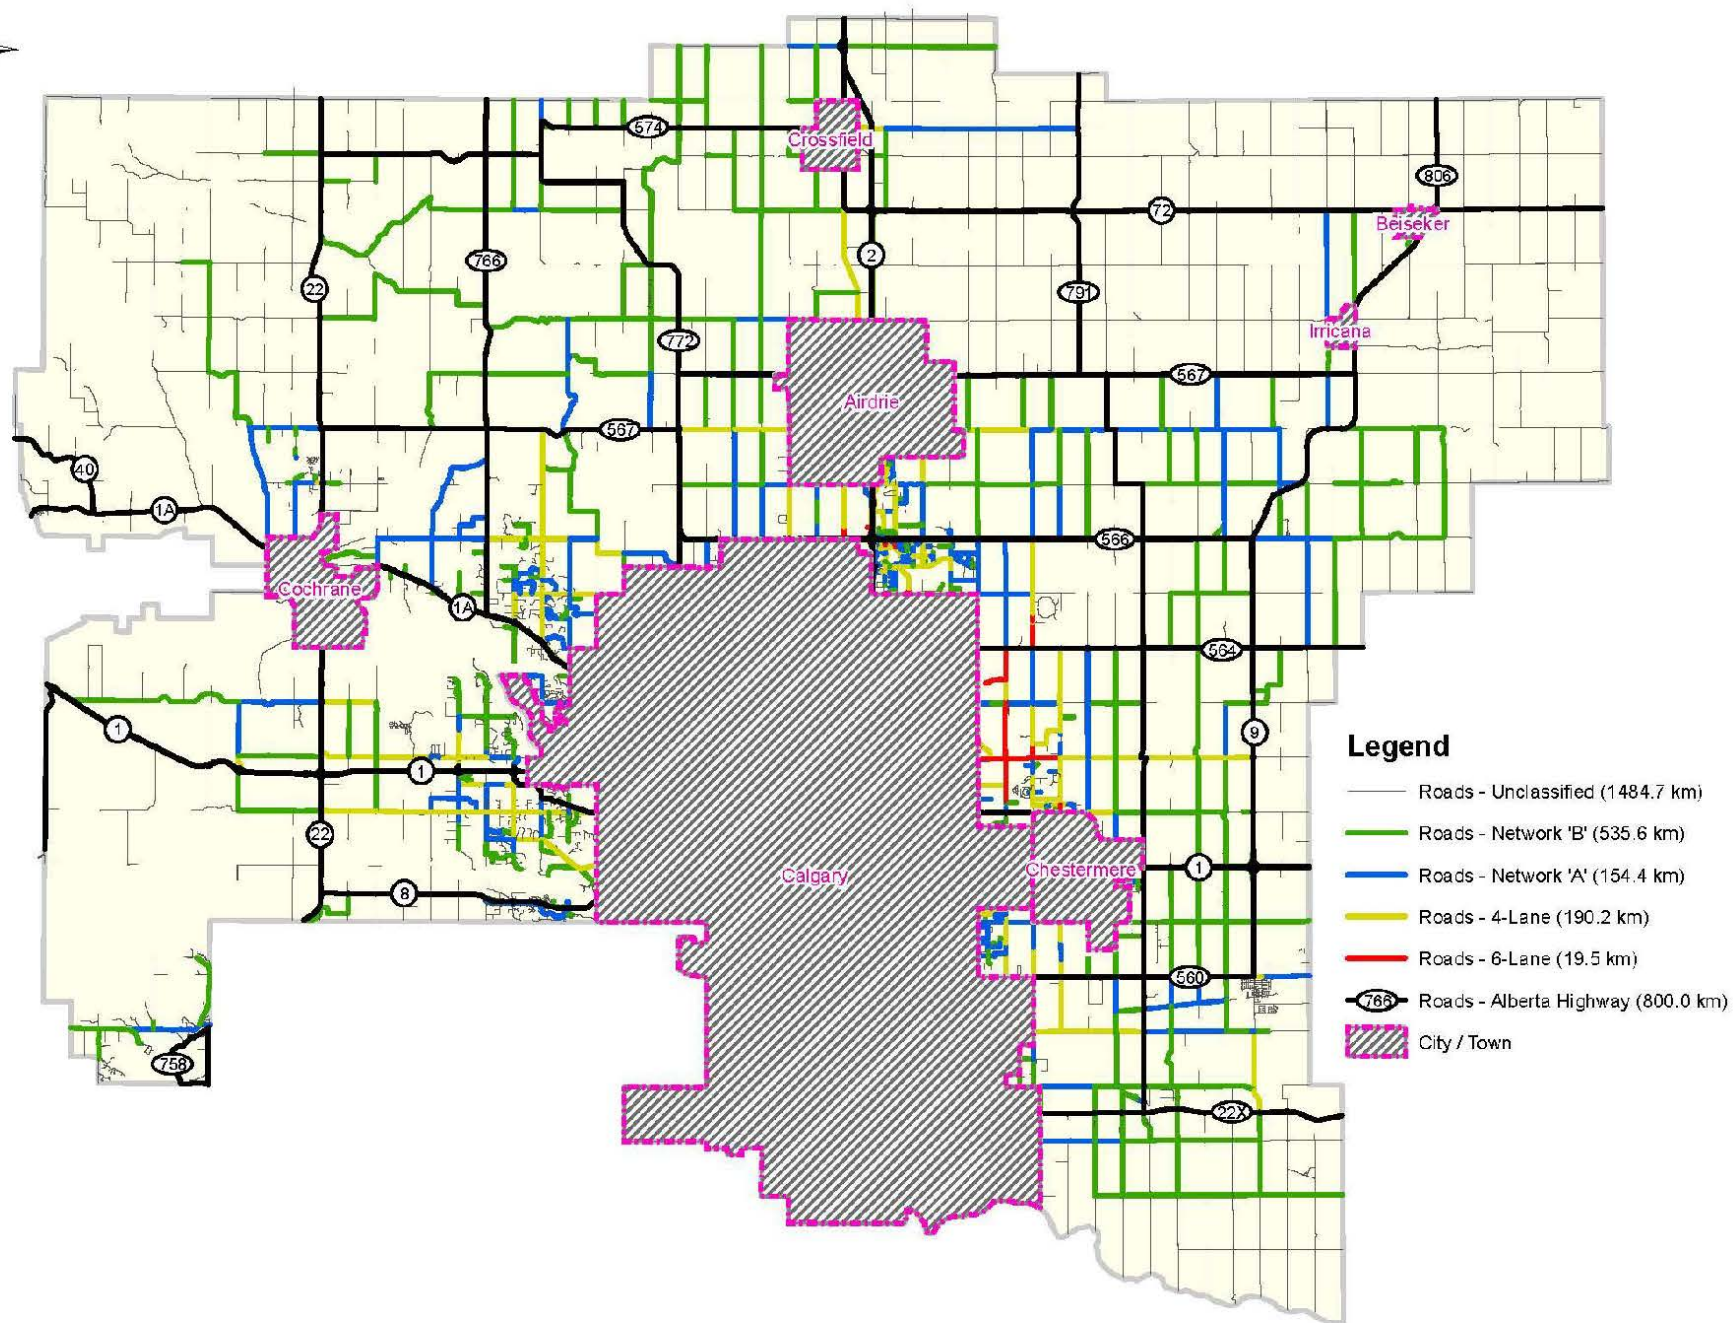 574
Crossfield
806
72
Beiseker
766
2
22
791
Irricana
772
567
Airdrie
567
40
1A
566
Cochrane
1A
564
1
9
1
22
Calgary
Chestermere
1
8
560
758
22X
Legend
Roads - Unclassified (1484.7 km)
Roads - Network 'B' (535.6 km)
Roads - Network 'A' (154.4 km)
Roads - 4-Lane (190.2 km)
Roads - 6-Lane (19.5 km)
766 Roads - Alberta Highway (800.0 km)
City / Town